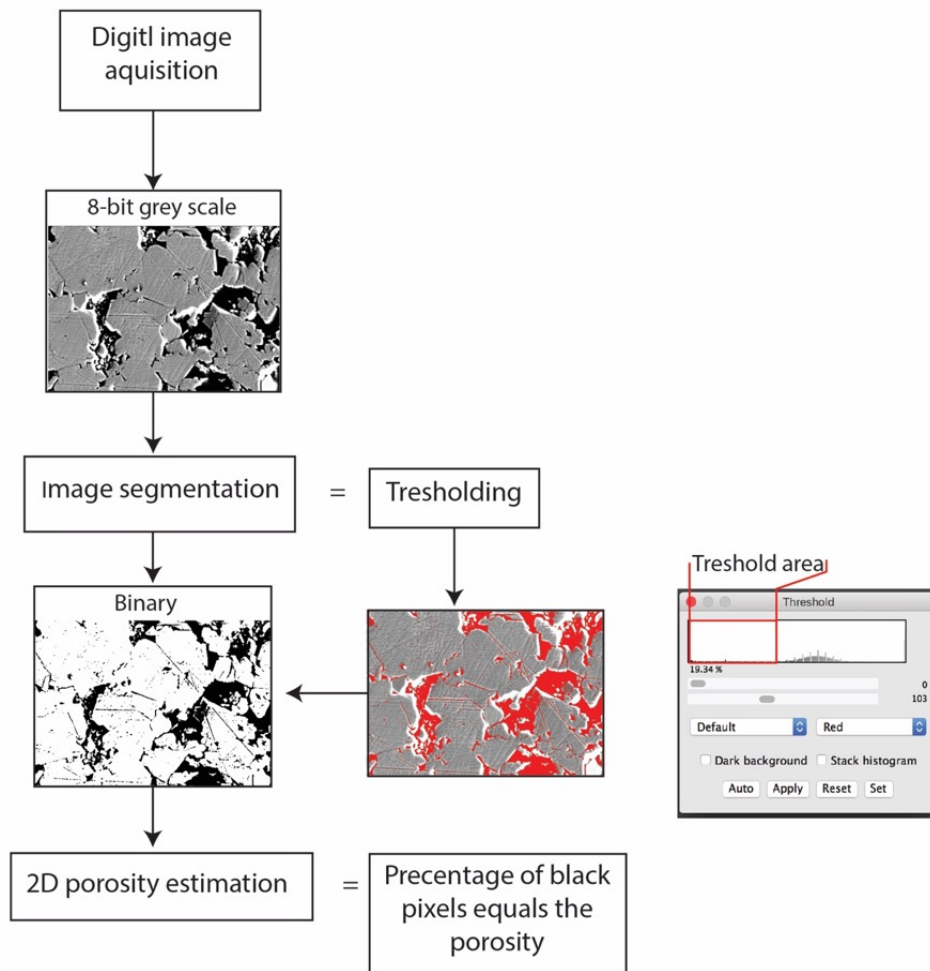 Digitl image
aquisition
8-bit grey scale
Image segmentation
=
Tresholding
Binary
Treshold area
Threshold
19.34 %
0
103
Default
Red
Dark background
Stack histogram
Auto
Apply
Reset
Set
2D porosity estimation
=
Precentage of black
pixels equals the
porosity